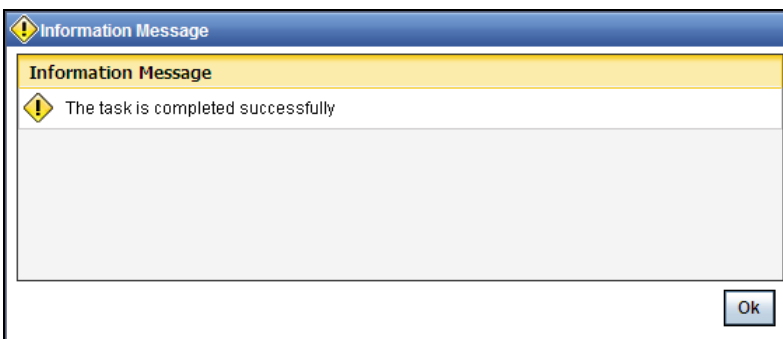 Information Message
Information Message
The task is completed successfully
Ok